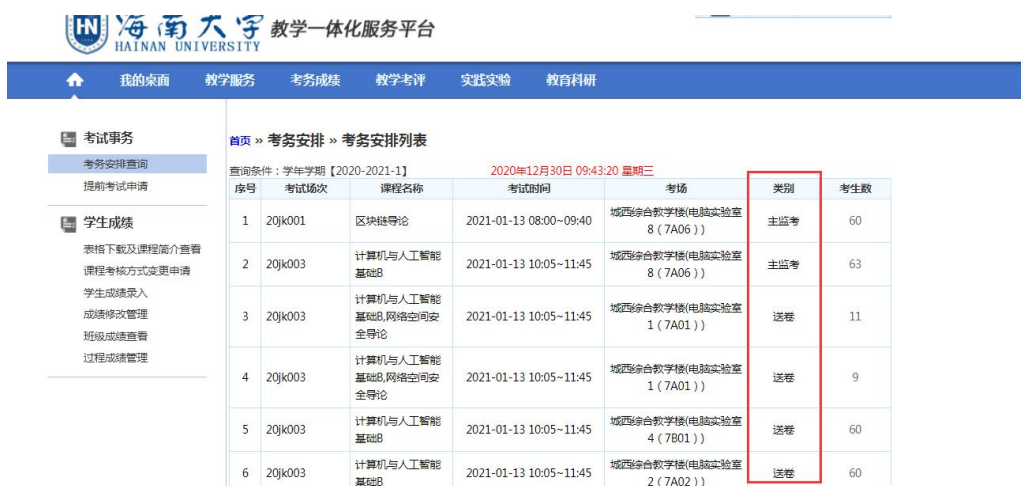 HN 海南大学 教学一体化服务平台
HAINAN UNIVERSITY
我的桌面 教学服务 考务成绩 教学考评 实践实验 教育科研
考试事务
考务安排查询
提前考试申请
学生成绩
表格下载及课程简介查看
课程考核方式变更申请
学生成绩录入
成绩修改管理
班级成绩查看
过程成绩管理
首页 » 考务安排 » 考务安排列表
查询条件：学年学期【2020-2021-1】 2020年12月30日 09:43:20 星期三
序号 考试场次 课程名称 考试时间 考场 类别 考生数
1 20jk001 区块链导论 2021-01-13 08:00~09:40 城西综合教学楼(电脑实验室
8（7A06）) 主监考 60
2 20jk003 计算机与人工智能
基础B 2021-01-13 10:05~11:45 城西综合教学楼(电脑实验室
8（7A06）) 主监考 63
3 20jk003 计算机与人工智能
基础B,网络空间安
全导论 2021-01-13 10:05~11:45 城西综合教学楼(电脑实验室
1（7A01）) 送卷 11
4 20jk003 计算机与人工智能
基础B,网络空间安
全导论 2021-01-13 10:05~11:45 城西综合教学楼(电脑实验室
1（7A01）) 送卷 9
5 20jk003 计算机与人工智能
基础B 2021-01-13 10:05~11:45 城西综合教学楼(电脑实验室
4（7B01）) 送卷 60
6 20jk003 计算机与人工智能
基础B 2021-01-13 10:05~11:45 城西综合教学楼(电脑实验室
2（7A02）) 送卷 60